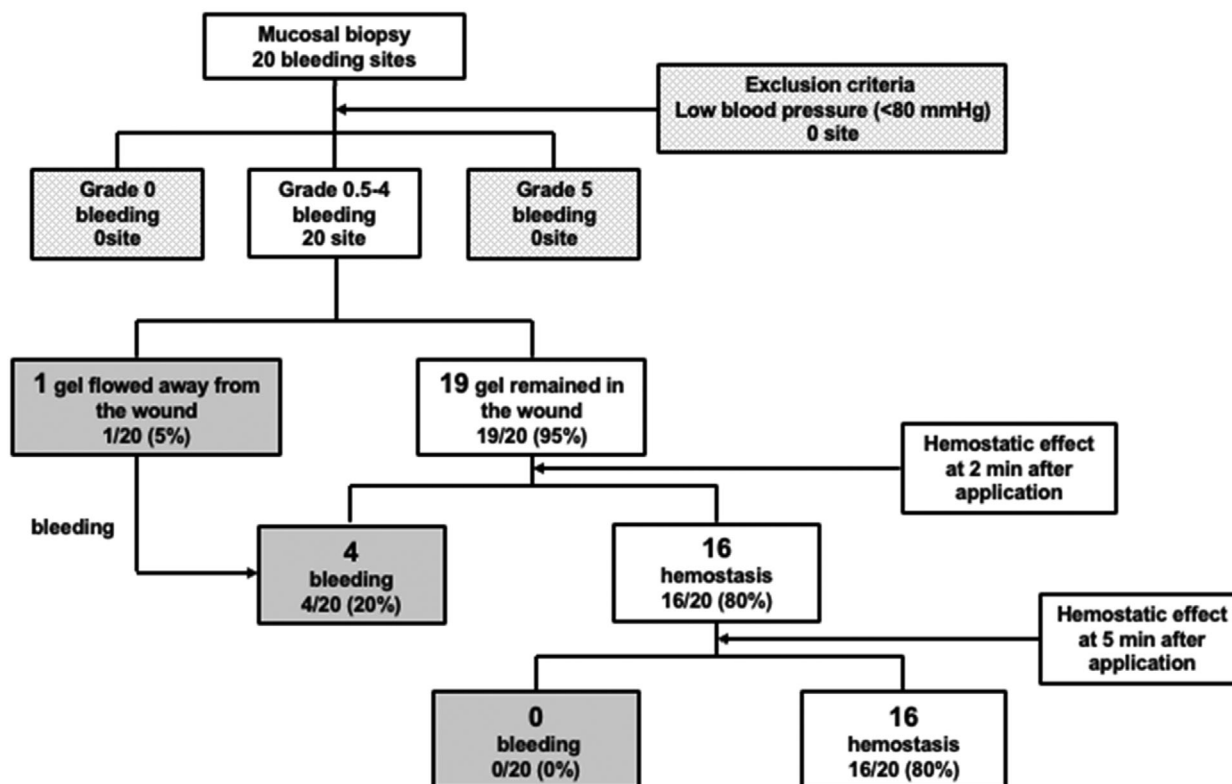 Mucosal biopsy
20 bleeding sites
Exclusion criteria
Low blood pressure (<80 mmHg)
0 site
Grade 0
bleeding
0site
Grade 0.5-4
bleeding
20 site
Grade 5
bleeding
0site
1 gel flowed away from
the wound
1/20 (5%)
19 gel remained in
the wound
19/20 (95%)
Hemostatic effect
at 2 min after
application
bleeding
4
bleeding
4/20 (20%)
16
hemostasis
16/20 (80%)
Hemostatic effect
at 5 min after
application
0
bleeding
0/20 (0%)
16
hemostasis
16/20 (80%)